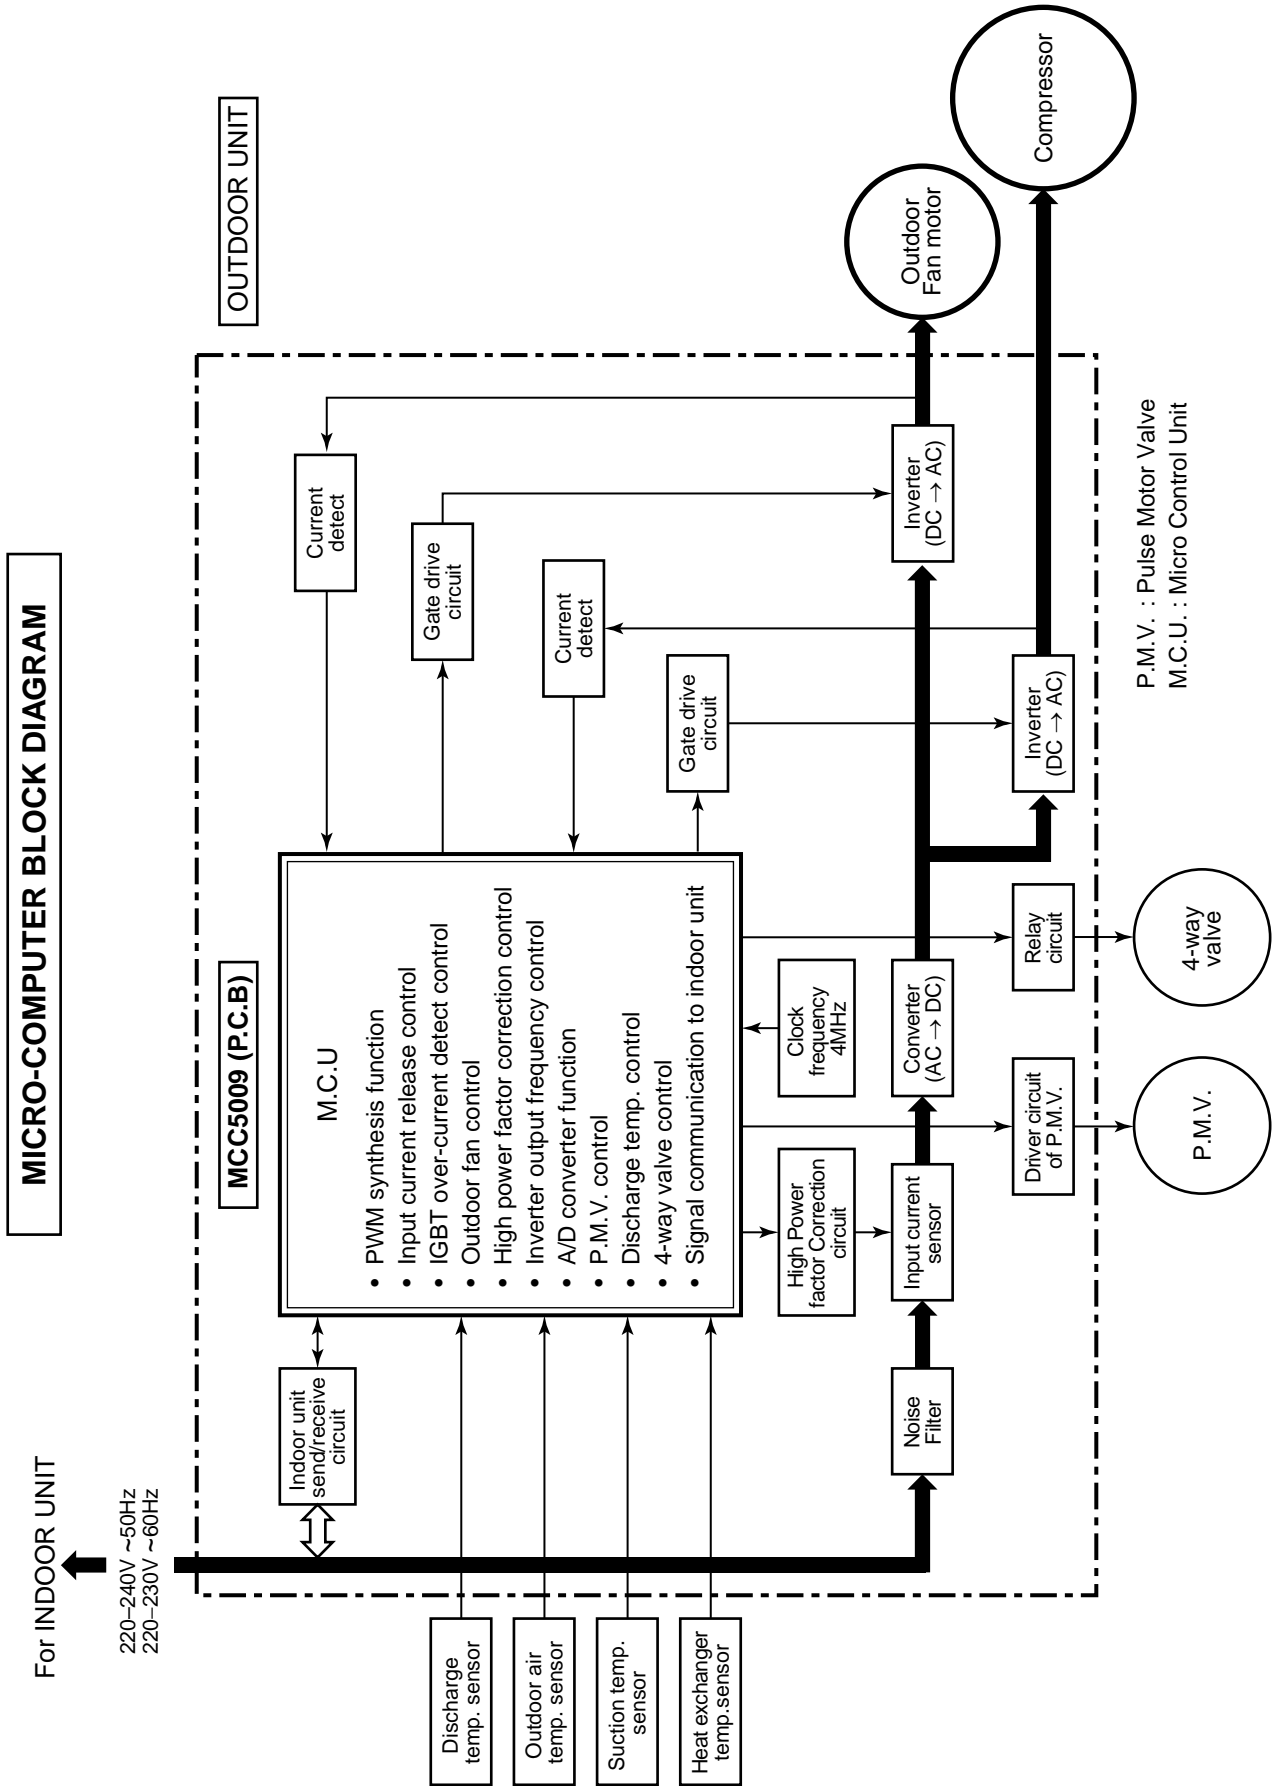 MICRO-COMPUTER BLOCK DIAGRAM
For INDOOR UNIT
220–240V ~50Hz
220–230V ~60Hz
MCC5009 (P.C.B)
OUTDOOR UNIT
Indoor unit
send/receive
circuit
M.C.U
• PWM synthesis function
• Input current release control
• IGBT over-current detect control
• Outdoor fan control
• High power factor correction control
• Inverter output frequency control
• A/D converter function
• P.M.V. control
• Discharge temp. control
• 4-way valve control
• Signal communication to indoor unit
Current
detect
Gate drive
circuit
Current
detect
Gate drive
circuit
Discharge
temp. sensor
Outdoor air
temp. sensor
Suction temp.
sensor
Heat exchanger
temp.sensor
High Power
factor Correction
circuit
Clock
frequency
4MHz
Noise
Filter
Input current
sensor
Converter
(AC → DC)
Inverter
(DC → AC)
Outdoor
Fan motor
Driver circuit
of P.M.V.
Relay
circuit
Inverter
(DC → AC)
Compressor
P.M.V.
4-way
valve
P.M.V. : Pulse Motor Valve
M.C.U. : Micro Control Unit